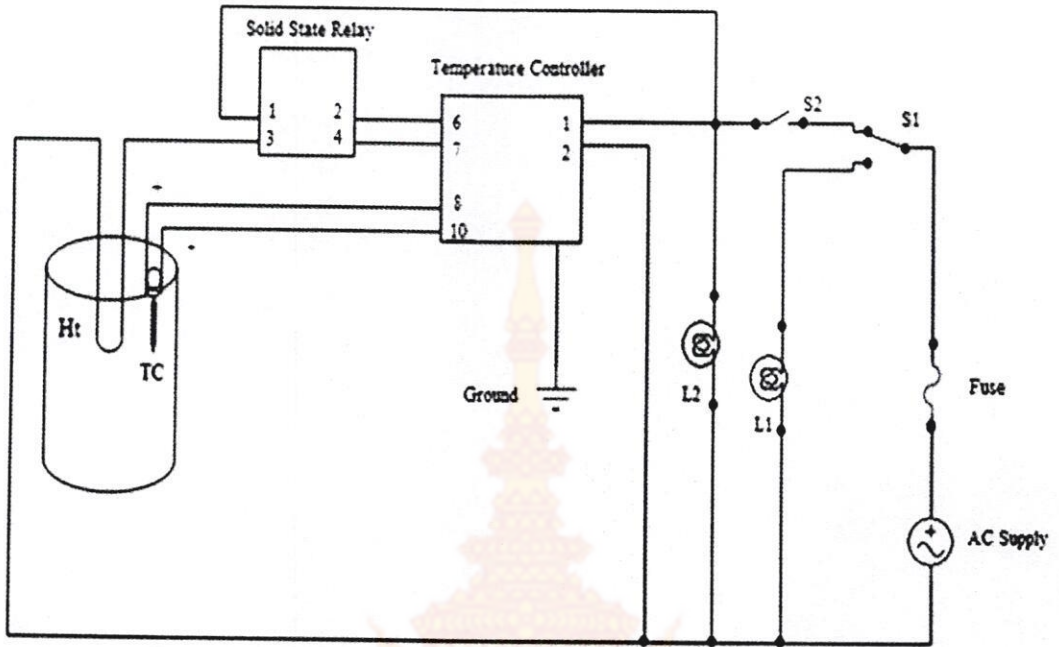 Solid State Relay
Temperature Controller
1 2
3 4
6 1
7 2
8
10
+
-
S2
S1
Ht
TC
Ground
L2
L1
Fuse
+
AC Supply